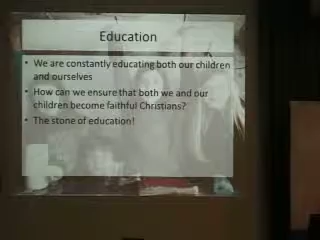 Education
• We are constantly educating both our children
and ourselves
• How can we ensure that both we and our
children become faithful Christians?
• The stone of education!